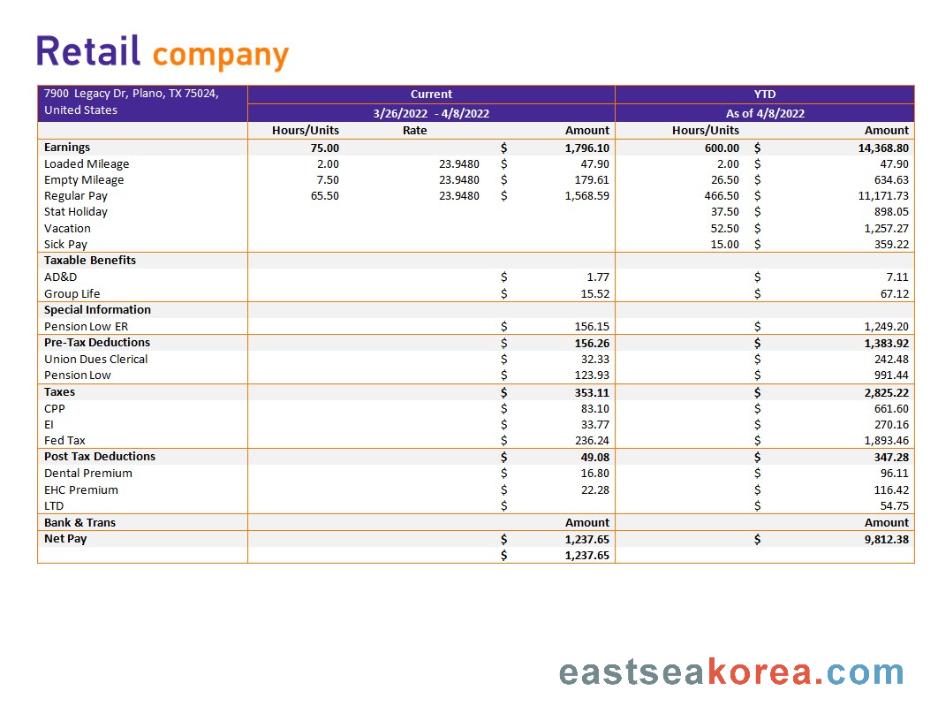 Retail company
7900 Legacy Dr, Plano, TX 75024, Current YTD
United States 3/26/2022 - 4/8/2022 As of 4/8/2022
Hours/Units Rate Amount Hours/Units Amount
Earnings 75.00 $ 1,796.10 600.00 $ 14,368.80
Loaded Mileage 2.00 23.9480 $ 47.90 2.00 $ 47.90
Empty Mileage 7.50 23.9480 $ 179.61 26.50 $ 634.63
Regular Pay 65.50 23.9480 $ 1,568.59 466.50 $ 11,171.73
Stat Holiday 37.50 $ 898.05
Vacation 52.50 $ 1,257.27
Sick Pay 15.00 $ 359.22
Taxable Benefits
AD&D $ 1.77 $ 7.11
Group Life $ 15.52 $ 67.12
Special Information
Pension Low ER $ 156.15 $ 1,249.20
Pre-Tax Deductions $ 156.26 $ 1,383.92
Union Dues Clerical $ 32.33 $ 242.48
Pension Low $ 123.93 $ 991.44
Taxes $ 353.11 $ 2,825.22
CPP $ 83.10 $ 661.60
EI $ 33.77 $ 270.16
Fed Tax $ 236.24 $ 1,893.46
Post Tax Deductions $ 49.08 $ 347.28
Dental Premium $ 16.80 $ 96.11
EHC Premium $ 22.28 $ 116.42
LTD $ $ 54.75
Bank & Trans Amount Amount
Net Pay $ 1,237.65 $ 9,812.38
$ 1,237.65
eastseakorea.com